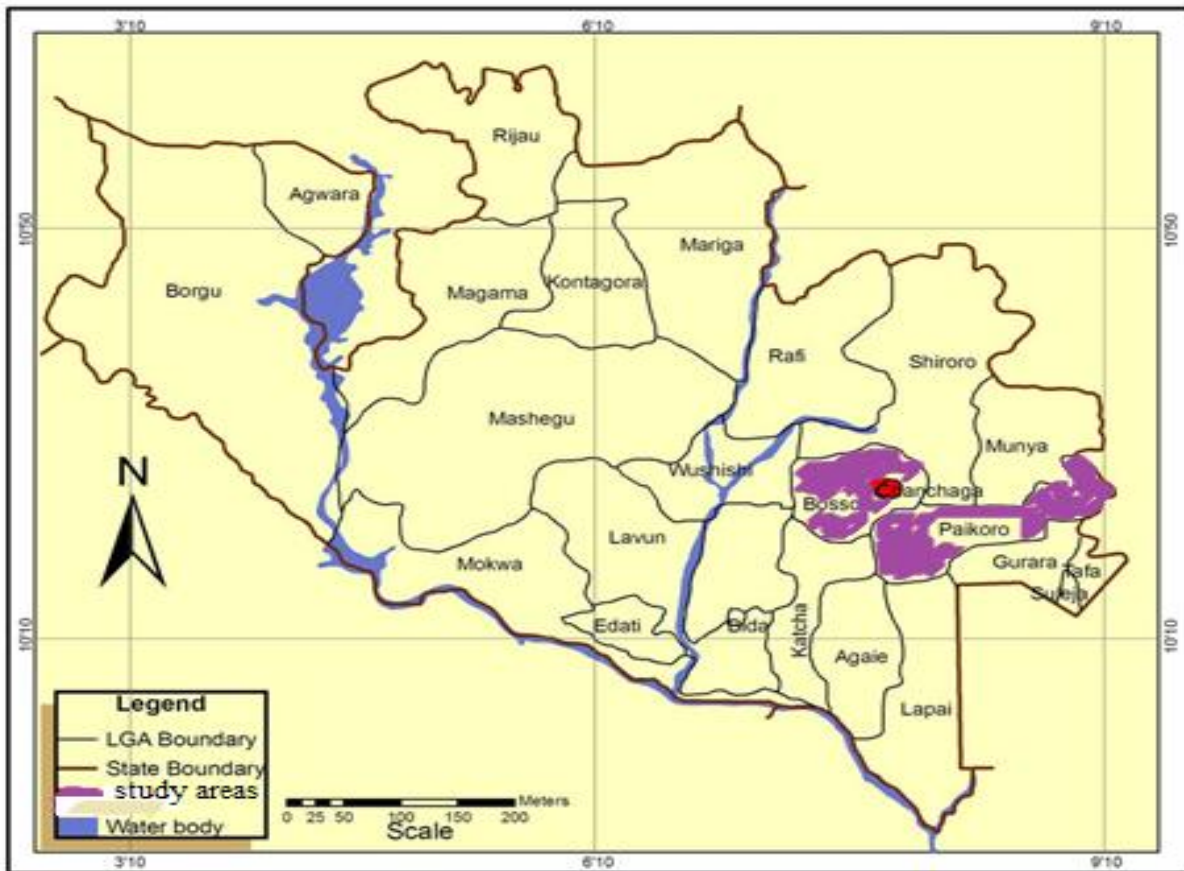 3'10 6'10 9'10
Rijau
Agwara
10'50 10'50
Mariga
Borgu Magama Kontagora
Rafi Shiroro
Mashegu
Munya
N
Wushishi
Bosso anchaga
Lavun Paikoro
Mokwa Gurara Tafa
Suleja
Edati Bida Katcha
10'10 10'10
Agaie
Lapai
Legend
LGA Boundary
State Boundary
study areas
Water body
Meters
0 25 50 100 150 200
Scale
3'10 6'10 9'10